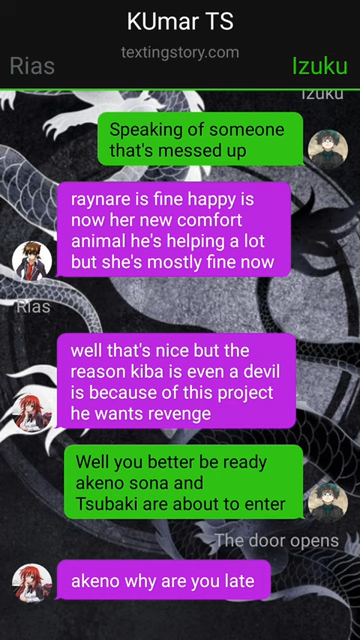 KUmar TS
textingstory.com
Rias
Izuku
Izuku
Speaking of someone
that's messed up
raynare is fine happy is
now her new comfort
animal he's helping a lot
but she's mostly fine now
Rias
well that's nice but the
reason kiba is even a devil
is because of this project
he wants revenge
Well you better be ready
akeno sona and
Tsubaki are about to enter
The door opens
akeno why are you late